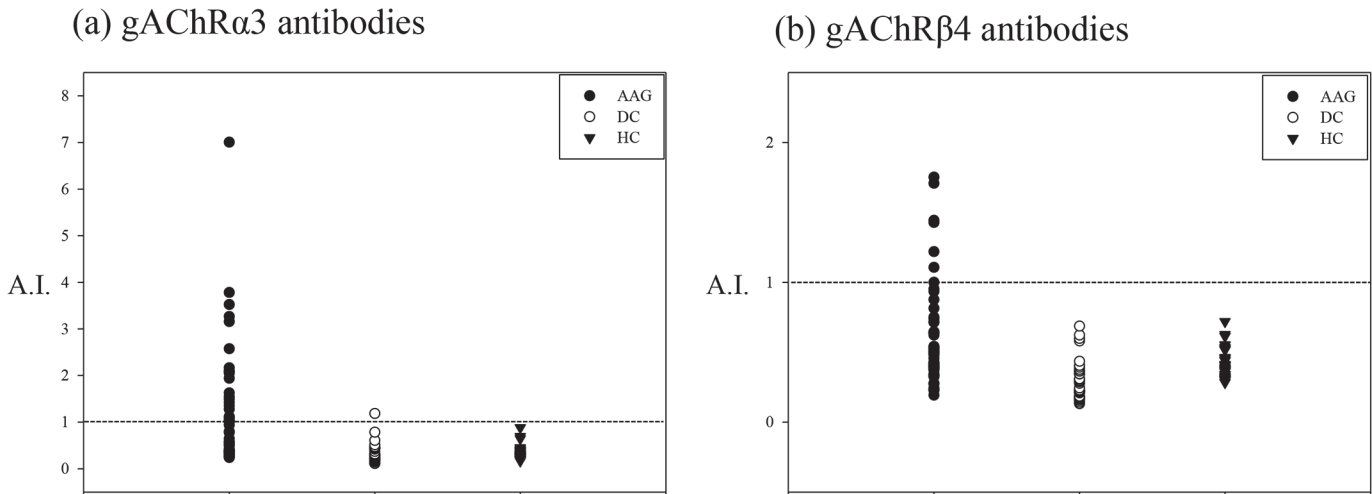 (a) gAChRα3 antibodies
AAG
DC
HC
8
7
6
5
4
3
2
1
0
A.I.
(b) gAChRβ4 antibodies
AAG
DC
HC
2
1
0
A.I.